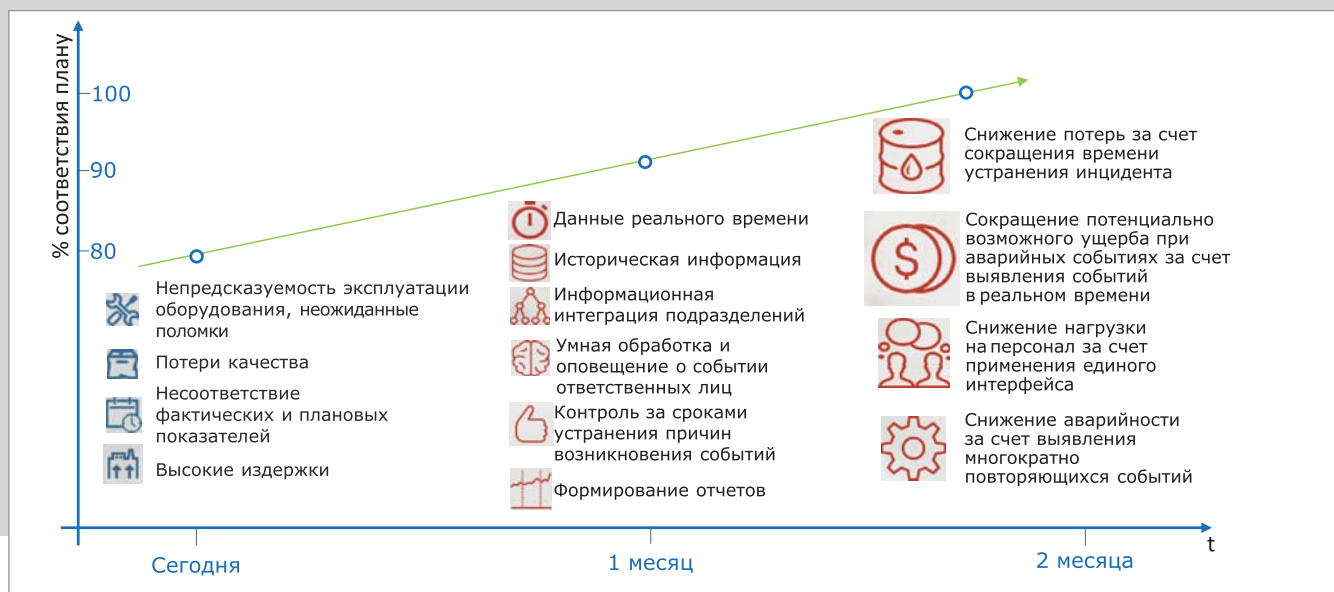 % соответствия плану
100
90
80
Непредсказуемость эксплуатации
оборудования, неожиданные
поломки
Потери качества
Несоответствие
фактических и плановых
показателей
Высокие издержки
Данные реального времени
Историческая информация
Информационная
интеграция подразделений
Умная обработка и
оповещение о событии
ответственных лиц
Контроль за сроками
устранения причин
возникновения событий
Формирование отчетов
Снижение потерь за счет
сокращения времени
устранения инцидента
$
Сокращение потенциально
возможного ущерба при
аварийных событиях за счет
выявления событий
в реальном времени
Снижение нагрузки
на персонал за счет
применения единого
интерфейса
Снижение аварийности
за счет выявления
многократно
повторяющихся событий
Сегодня
1 месяц
2 месяца
t